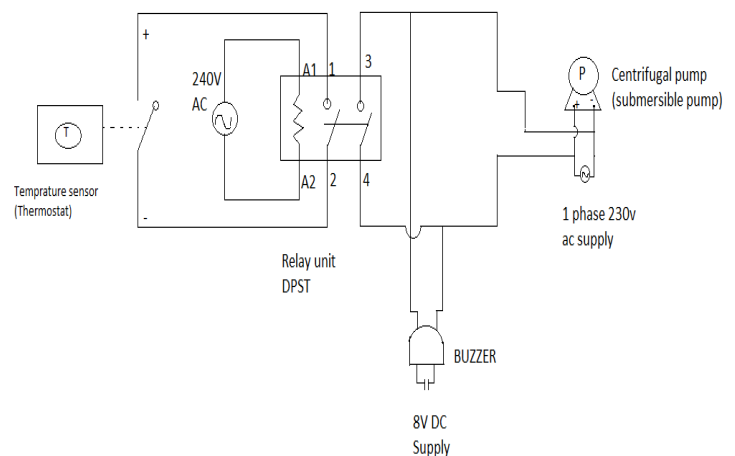 +
240V
AC
A1
1
3
P
Centrifugal pump
(submersible pump)
+
-
T
Temprature sensor
(Thermostat)
-
A2
2
4
1 phase 230v
ac supply
Relay unit
DPST
BUZZER
8V DC
Supply